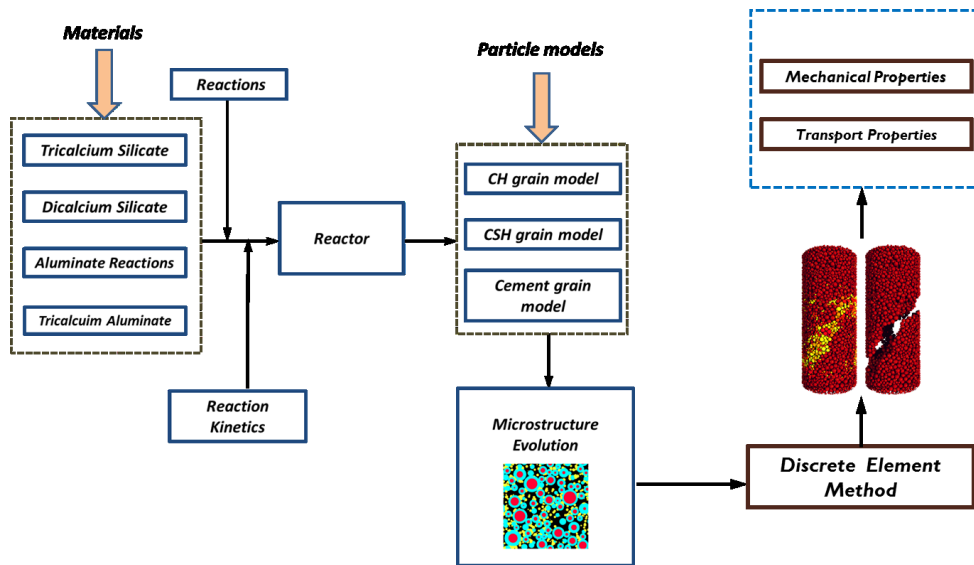 Materials
Reactions
Tricalcium Silicate
Dicalcium Silicate
Aluminate Reactions
Tricalcuim Aluminate
Reaction
Kinetics
Reactor
Particle models
CH grain model
CSH grain model
Cement grain
model
Microstructure
Evolution
Discrete Element
Method
Mechanical Properties
Transport Properties